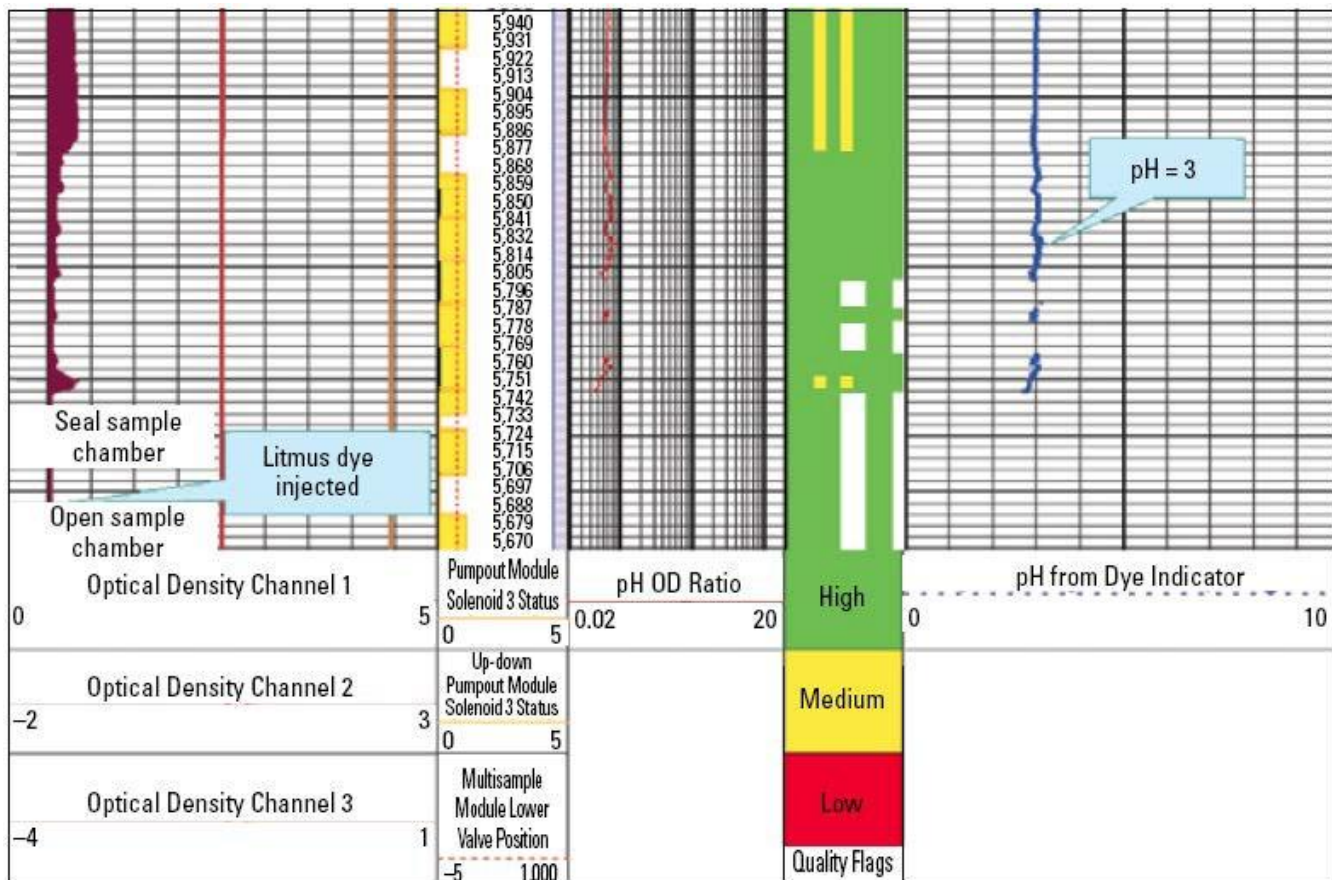 5,940
5,931
5,922
5,913
5,904
5,895
5,886
5,877
5,868
5,859
5,850
5,841
5,832
5,814
5,805
5,796
5,787
5,778
5,769
5,760
5,751
5,742
5,733
5,724
5,715
5,706
5,697
5,688
5,679
5,670
pH = 3
Seal sample
chamber
Litmus dye
injected
Open sample
chamber
Optical Density Channel 1
0 5
Optical Density Channel 2
–2 3
Optical Density Channel 3
–4 1
Pumpout Module
Solenoid 3 Status
0 5
Up-down
Pumpout Module
Solenoid 3 Status
0 5
Multisample
Module Lower
Valve Position
–5 1,000
pH OD Ratio
0.02 20
High
Medium
Low
Quality Flags
pH from Dye Indicator
0 10